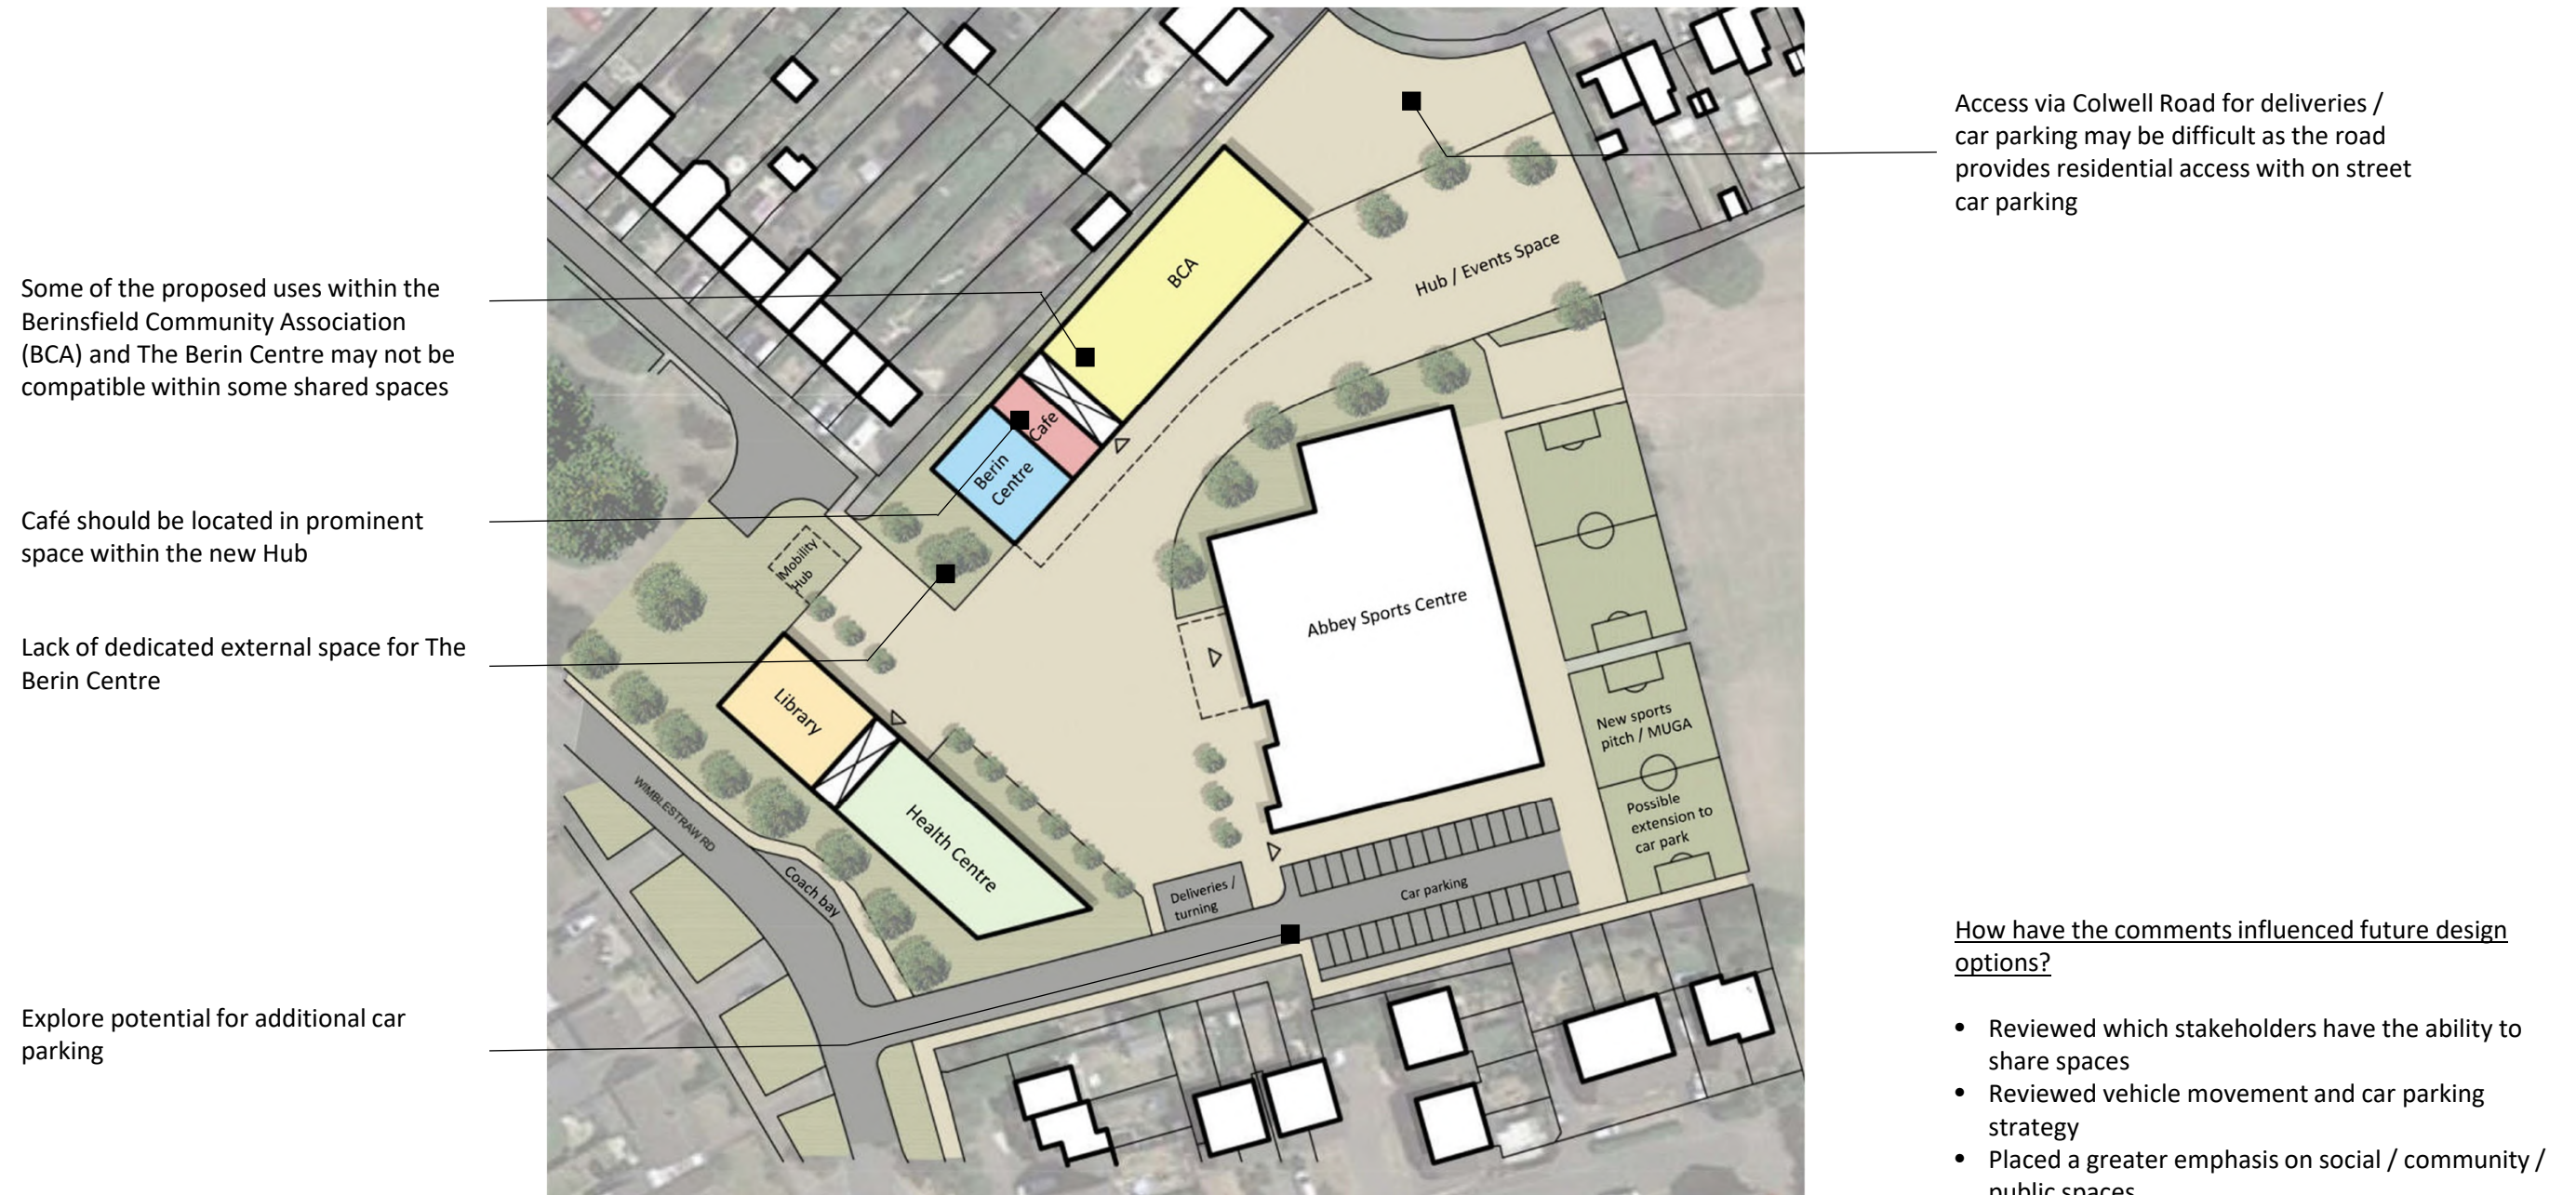 Access via Colwell Road for deliveries /
car parking may be difficult as the road
provides residential access with on street
car parking
Some of the proposed uses within the
Berinsfield Community Association
(BCA) and The Berin Centre may not be
compatible within some shared spaces
Café should be located in prominent
space within the new Hub
Lack of dedicated external space for The
Berin Centre
Explore potential for additional car
parking
BCA
Hub / Events Space
Cafe
Berin
Centre
Mobility
Hub
Abbey Sports Centre
Library
Health Centre
New sports
pitch / MUGA
Possible
extension to
car park
WIMBLESTRAW RD
Coach bay
Deliveries /
turning
Car parking
How have the comments influenced future design
options?
• Reviewed which stakeholders have the ability to
share spaces
• Reviewed vehicle movement and car parking
strategy
• Placed a greater emphasis on social / community /
public spaces